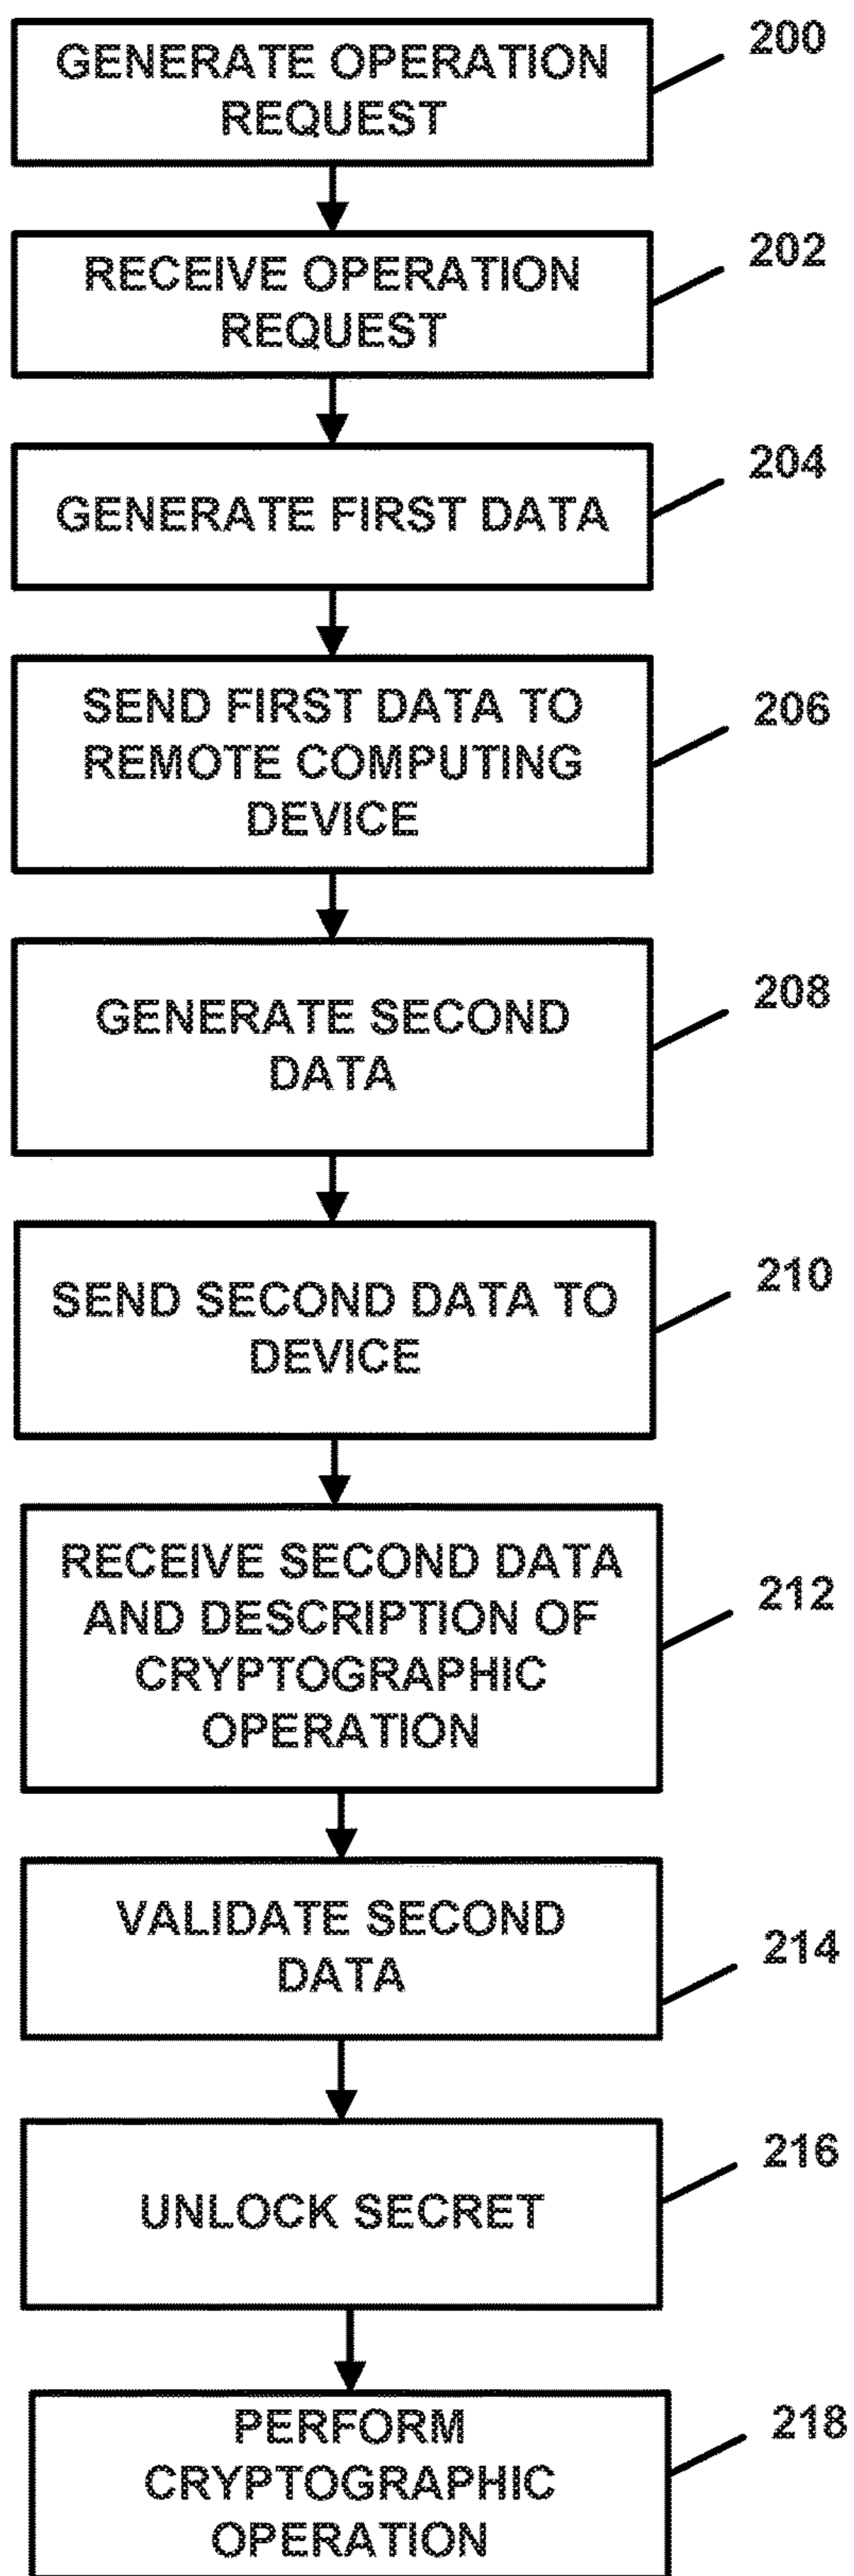 GENERATE OPERATION
REQUEST
200
RECEIVE OPERATION
REQUEST
202
GENERATE FIRST DATA
204
SEND FIRST DATA TO
REMOTE COMPUTING
DEVICE
206
GENERATE SECOND
DATA
208
SEND SECOND DATA TO
DEVICE
210
RECEIVE SECOND DATA
AND DESCRIPTION OF
CRYPTOGRAPHIC
OPERATION
212
VALIDATE SECOND
DATA
214
UNLOCK SECRET
216
PERFORM
CRYPTOGRAPHIC
OPERATION
218